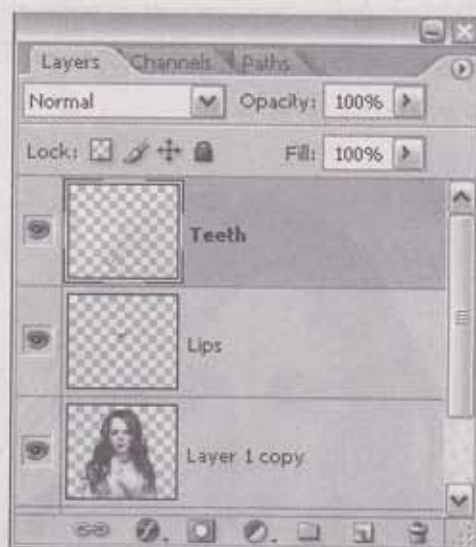 Layers Channels Paths
Normal Opacity: 100%
Lock: Fill: 100%
Teeth
Lips
Layer 1 copy